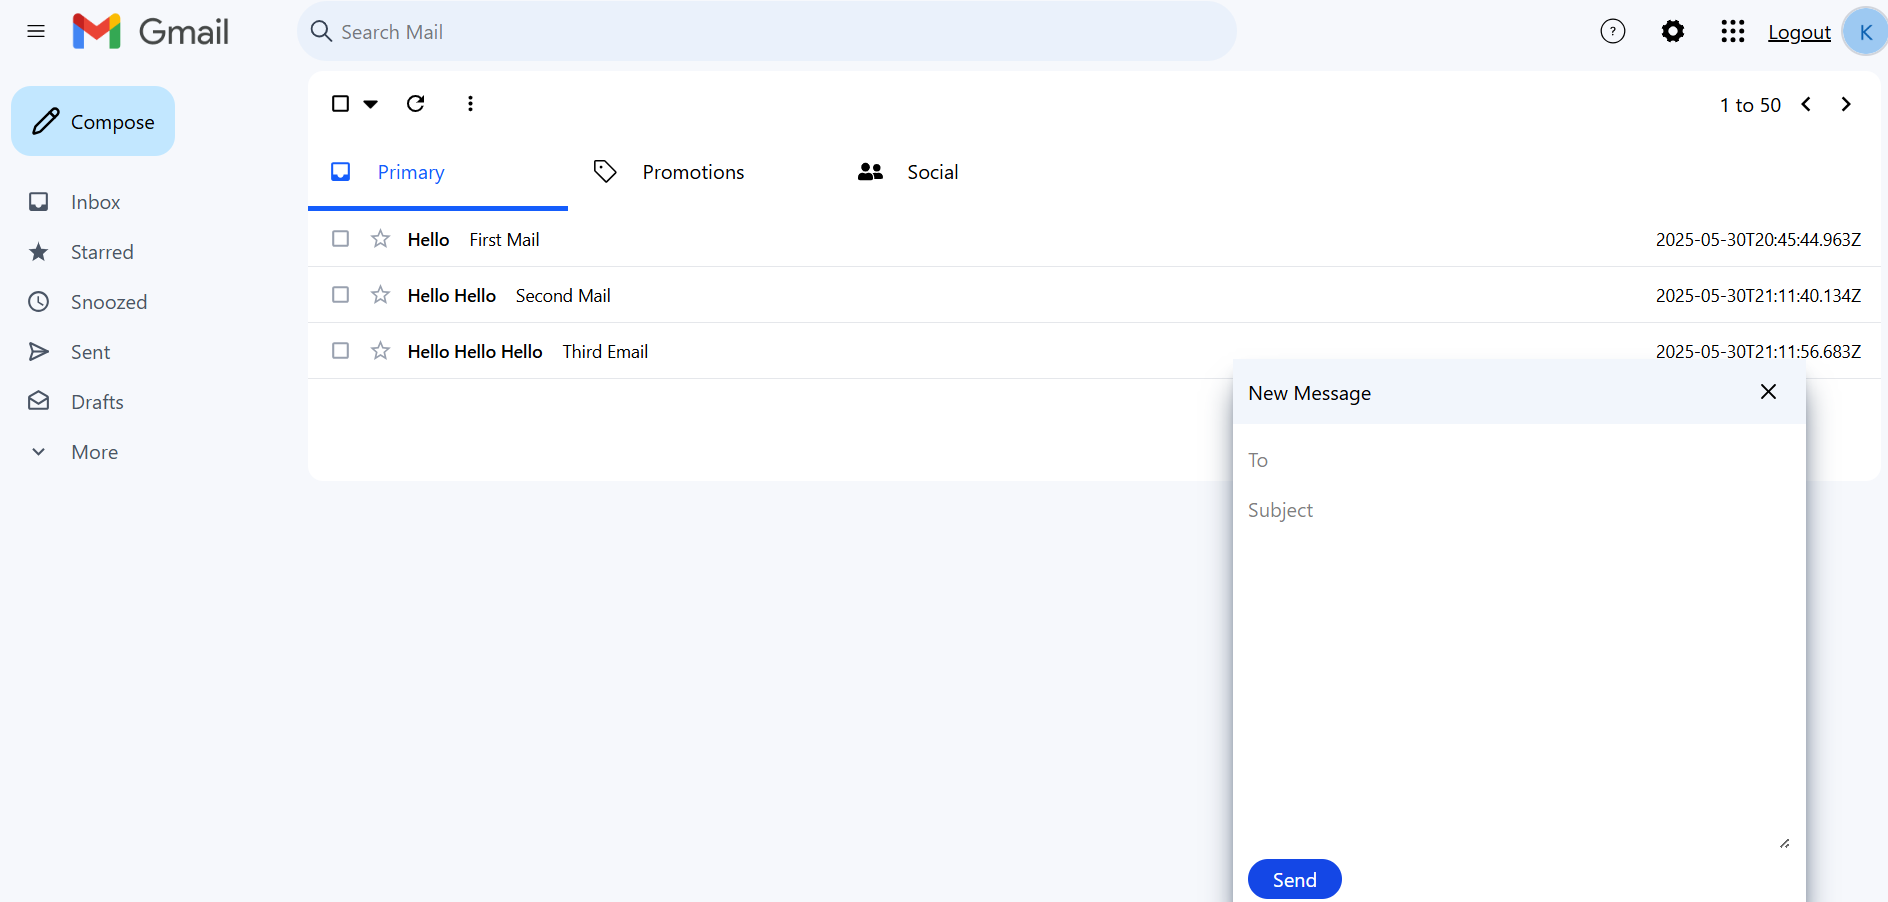 Gmail
Search Mail
Logout
K
Compose
1 to 50
Primary
Promotions
Social
Inbox
Starred
Snoozed
Sent
Drafts
More
Hello First Mail 2025-05-30T20:45:44.963Z
Hello Hello Second Mail 2025-05-30T21:11:40.134Z
Hello Hello Hello Third Email 2025-05-30T21:11:56.683Z
New Message
To
Subject
Send